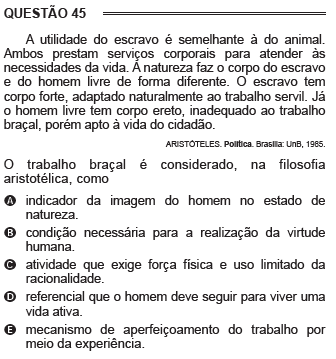 QUESTÃO 45
A utilidade do escravo é semelhante à do animal.
Ambos prestam serviços corporais para atender às
necessidades da vida. A natureza faz o corpo do escravo
e do homem livre de forma diferente. O escravo tem
corpo forte, adaptado naturalmente ao trabalho servil. Já
o homem livre tem corpo ereto, inadequado ao trabalho
braçal, porém apto à vida do cidadão.
ARISTÓTELES. Política. Brasília: UnB, 1985.
O trabalho braçal é considerado, na filosofia
aristotélica, como
A indicador da imagem do homem no estado de
natureza.
B condição necessária para a realização da virtude
humana.
C atividade que exige força física e uso limitado da
racionalidade.
D referencial que o homem deve seguir para viver uma
vida ativa.
E mecanismo de aperfeiçoamento do trabalho por
meio da experiência.